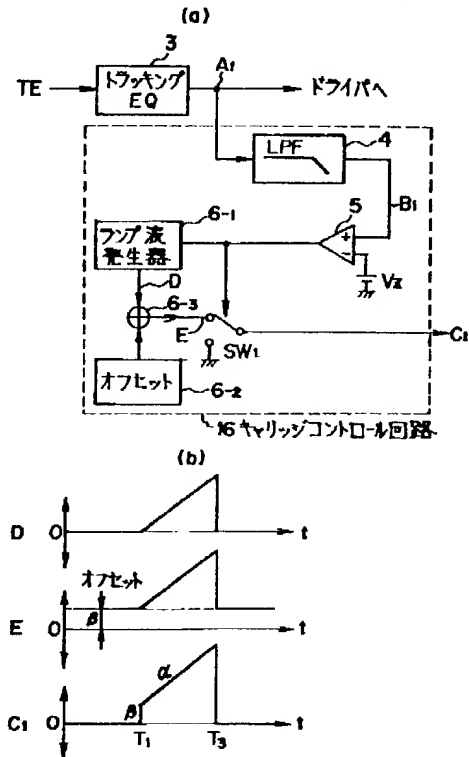 (a)
3
TE
トラッキング
EQ
A1
ドライバへ
LPF
4
B1
5
+
-
VZ
6-1
ランプ波
発生器
D
6-3
E
SW1
C1
オフセット
6-2
16 キャリッジコントロール回路
(b)
D
0
t
オフセット
E
β
0
t
C1
α
β
0
t
T1
T3